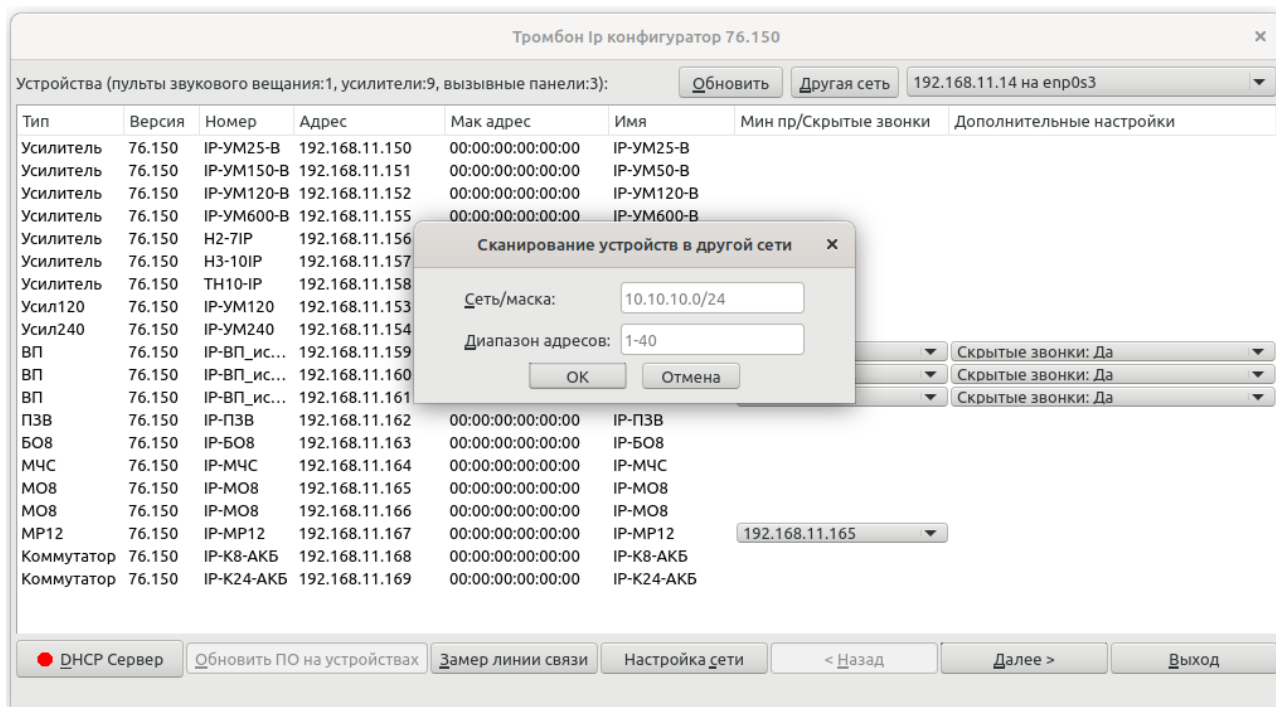 Тромбон Ip конфигуратор 76.150 ×
Устройства (пульты звукового вещания:1, усилители:9, вызывные панели:3): Обновить Другая сеть 192.168.11.14 на enp0s3
Тип Версия Номер Адрес Мак адрес Имя Мин пр/Скрытые звонки Дополнительные настройки
Усилитель 76.150 IP-УМ25-В 192.168.11.150 00:00:00:00:00:00 IP-УМ25-В
Усилитель 76.150 IP-УМ150-В 192.168.11.151 00:00:00:00:00:00 IP-УМ50-В
Усилитель 76.150 IP-УМ120-В 192.168.11.152 00:00:00:00:00:00 IP-УМ120-В
Усилитель 76.150 IP-УМ600-В 192.168.11.155 00:00:00:00:00:00 IP-УМ600-В
Усилитель 76.150 Н2-7IP 192.168.11.156
Усилитель 76.150 Н3-10IP 192.168.11.157
Усилитель 76.150 ТН10-IP 192.168.11.158
Усил120 76.150 IP-УМ120 192.168.11.153
Усил240 76.150 IP-УМ240 192.168.11.154
ВП 76.150 IP-ВП_ис... 192.168.11.159 Скрытые звонки: Да
ВП 76.150 IP-ВП_ис... 192.168.11.160 Скрытые звонки: Да
ВП 76.150 IP-ВП_ис... 192.168.11.161 Скрытые звонки: Да
ПЗВ 76.150 IP-ПЗВ 192.168.11.162 00:00:00:00:00:00 IP-ПЗВ
БО8 76.150 IP-БО8 192.168.11.163 00:00:00:00:00:00 IP-БО8
МЧС 76.150 IP-МЧС 192.168.11.164 00:00:00:00:00:00 IP-МЧС
МО8 76.150 IP-МО8 192.168.11.165 00:00:00:00:00:00 IP-МО8
МО8 76.150 IP-МО8 192.168.11.166 00:00:00:00:00:00 IP-МО8
МР12 76.150 IP-МР12 192.168.11.167 00:00:00:00:00:00 IP-МР12 192.168.11.165
Коммутатор 76.150 IP-К8-АКБ 192.168.11.168 00:00:00:00:00:00 IP-К8-АКБ
Коммутатор 76.150 IP-К24-АКБ 192.168.11.169 00:00:00:00:00:00 IP-К24-АКБ
Сканирование устройств в другой сети ×
Сеть/маска: 10.10.10.0/24
Диапазон адресов: 1-40
ОК Отмена
DHCP Сервер Обновить ПО на устройствах Замер линии связи Настройка сети < Назад Далее > Выход